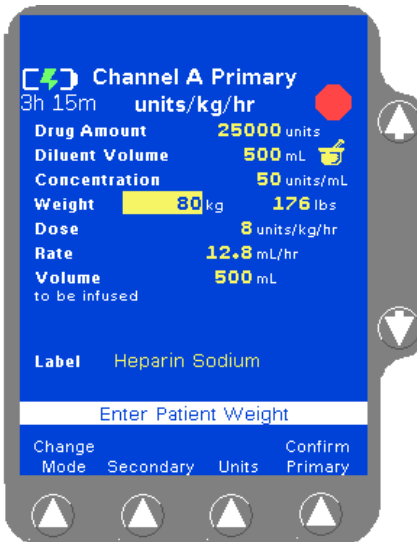 Channel A Primary
3h 15m units/kg/hr
Drug Amount 25000 units
Diluent Volume 500 mL
Concentration 50 units/mL
Weight 80 kg 176 lbs
Dose 8 units/kg/hr
Rate 12.8 mL/hr
Volume 500 mL
to be infused
Label Heparin Sodium
Enter Patient Weight
Change Mode Secondary Units Confirm Primary